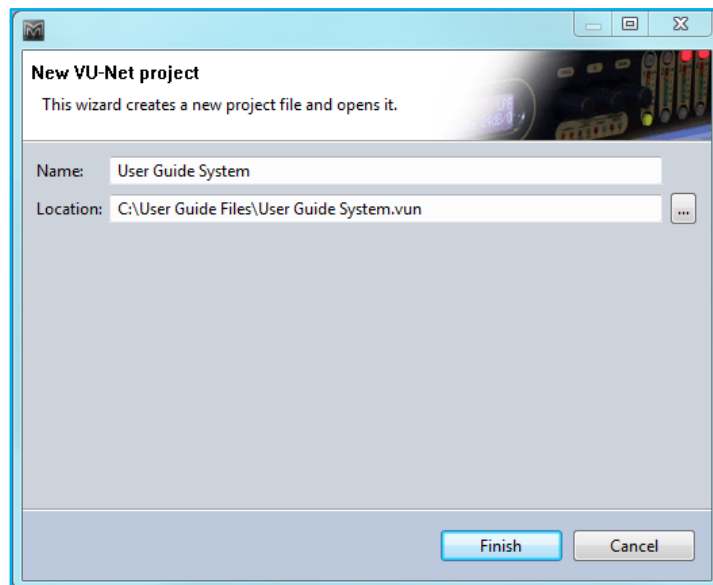 New VU-Net project
This wizard creates a new project file and opens it.
Name: User Guide System
Location: C:\User Guide Files\User Guide System.vun
...
Finish
Cancel